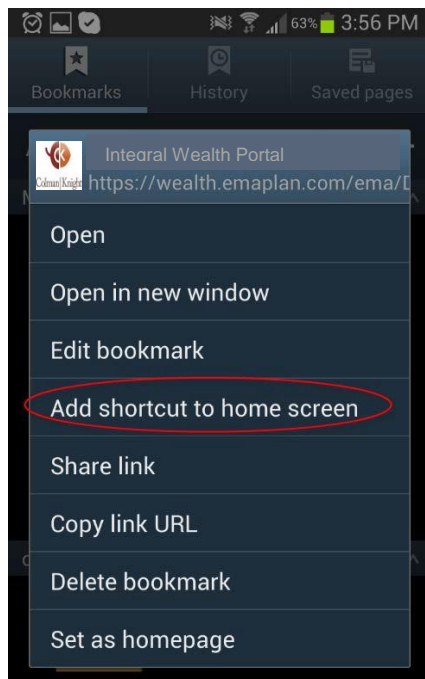 63% 3:56 PM
Bookmarks History Saved pages
Integral Wealth Portal
Colman|Knight https://wealth.emaplan.com/ema/D
Open
Open in new window
Edit bookmark
Add shortcut to home screen
Share link
Copy link URL
Delete bookmark
Set as homepage